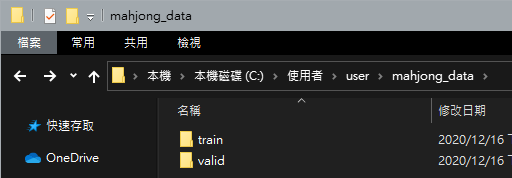 mahjong_data
檔案 常用 共用 檢視
本機 › 本機磁碟 (C:) › 使用者 › user › mahjong_data ›
名稱 修改日期
快速存取
train 2020/12/16
OneDrive
valid 2020/12/16